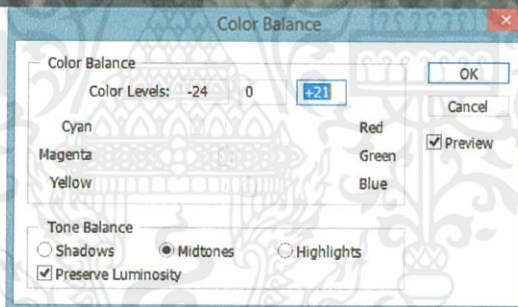 Color Balance
Color Balance
OK
Color Levels: -24 0 +21
Cancel
Cyan Red
Preview
Magenta Green
Yellow Blue
Tone Balance
Shadows Midtones Highlights
Preserve Luminosity